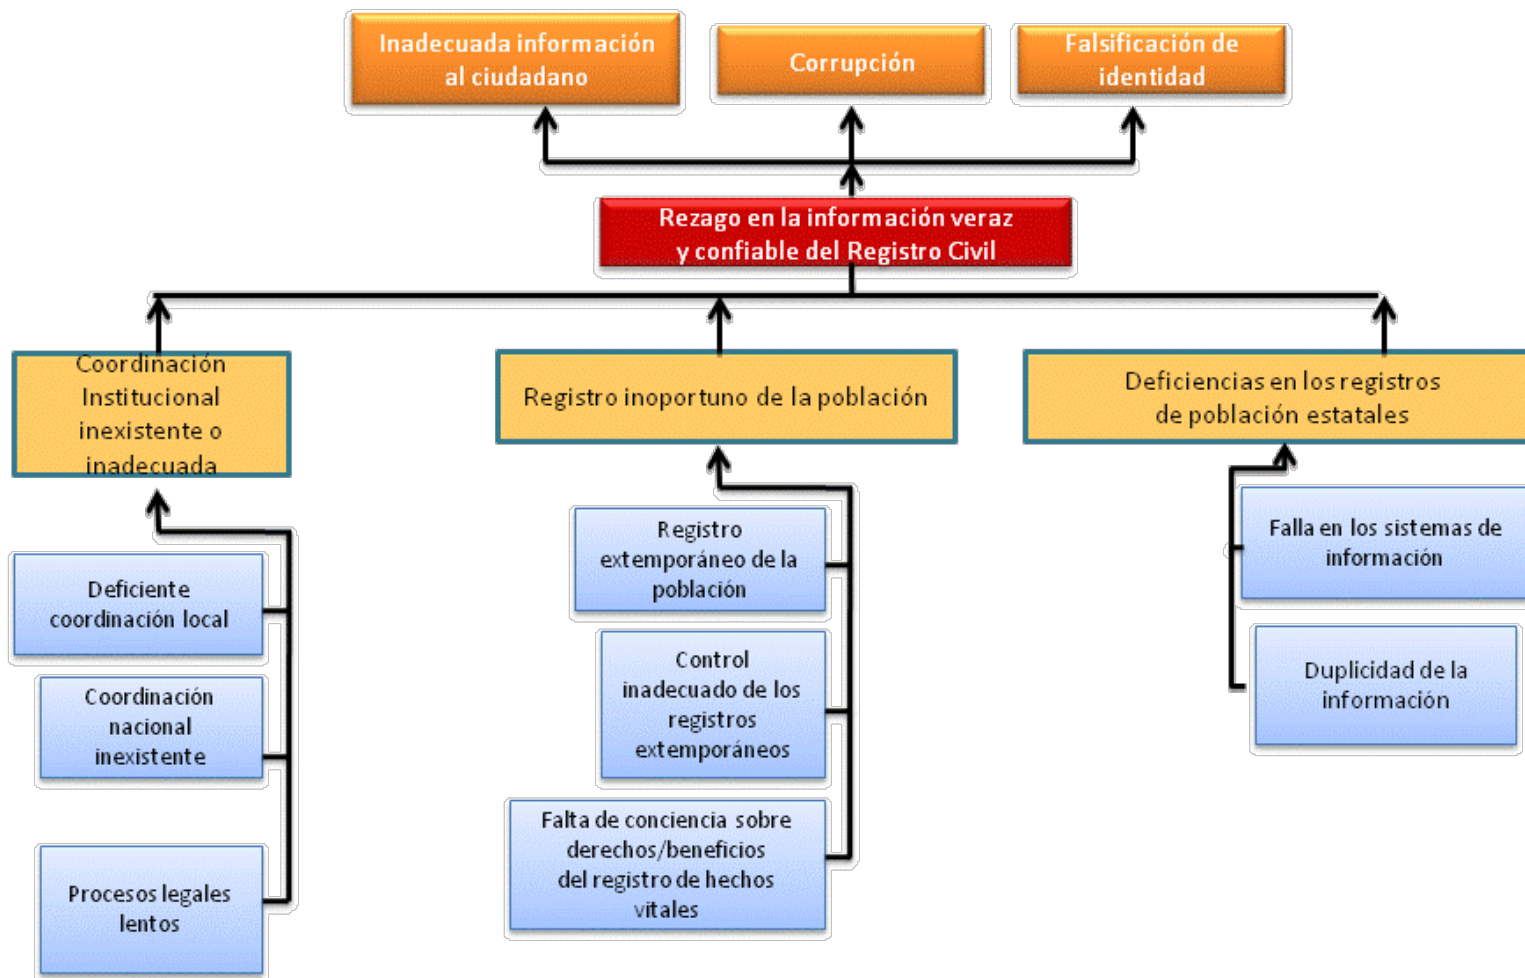 Inadecuada información
al ciudadano
Corrupción
Falsificación de
identidad
Rezago en la información veraz
y confiable del Registro Civil
Coordinación
Institucional
inexistente o
inadecuada
Registro inoportuno de la población
Deficiencias en los registros
de población estatales
Deficiente
coordinación local
Coordinación
nacional
inexistente
Procesos legales
lentos
Registro
extemporáneo de la
población
Control
inadecuado de los
registros
extemporáneos
Falta de conciencia sobre
derechos/beneficios
del registro de hechos
vitales
Falla en los sistemas de
información
Duplicidad de la
información